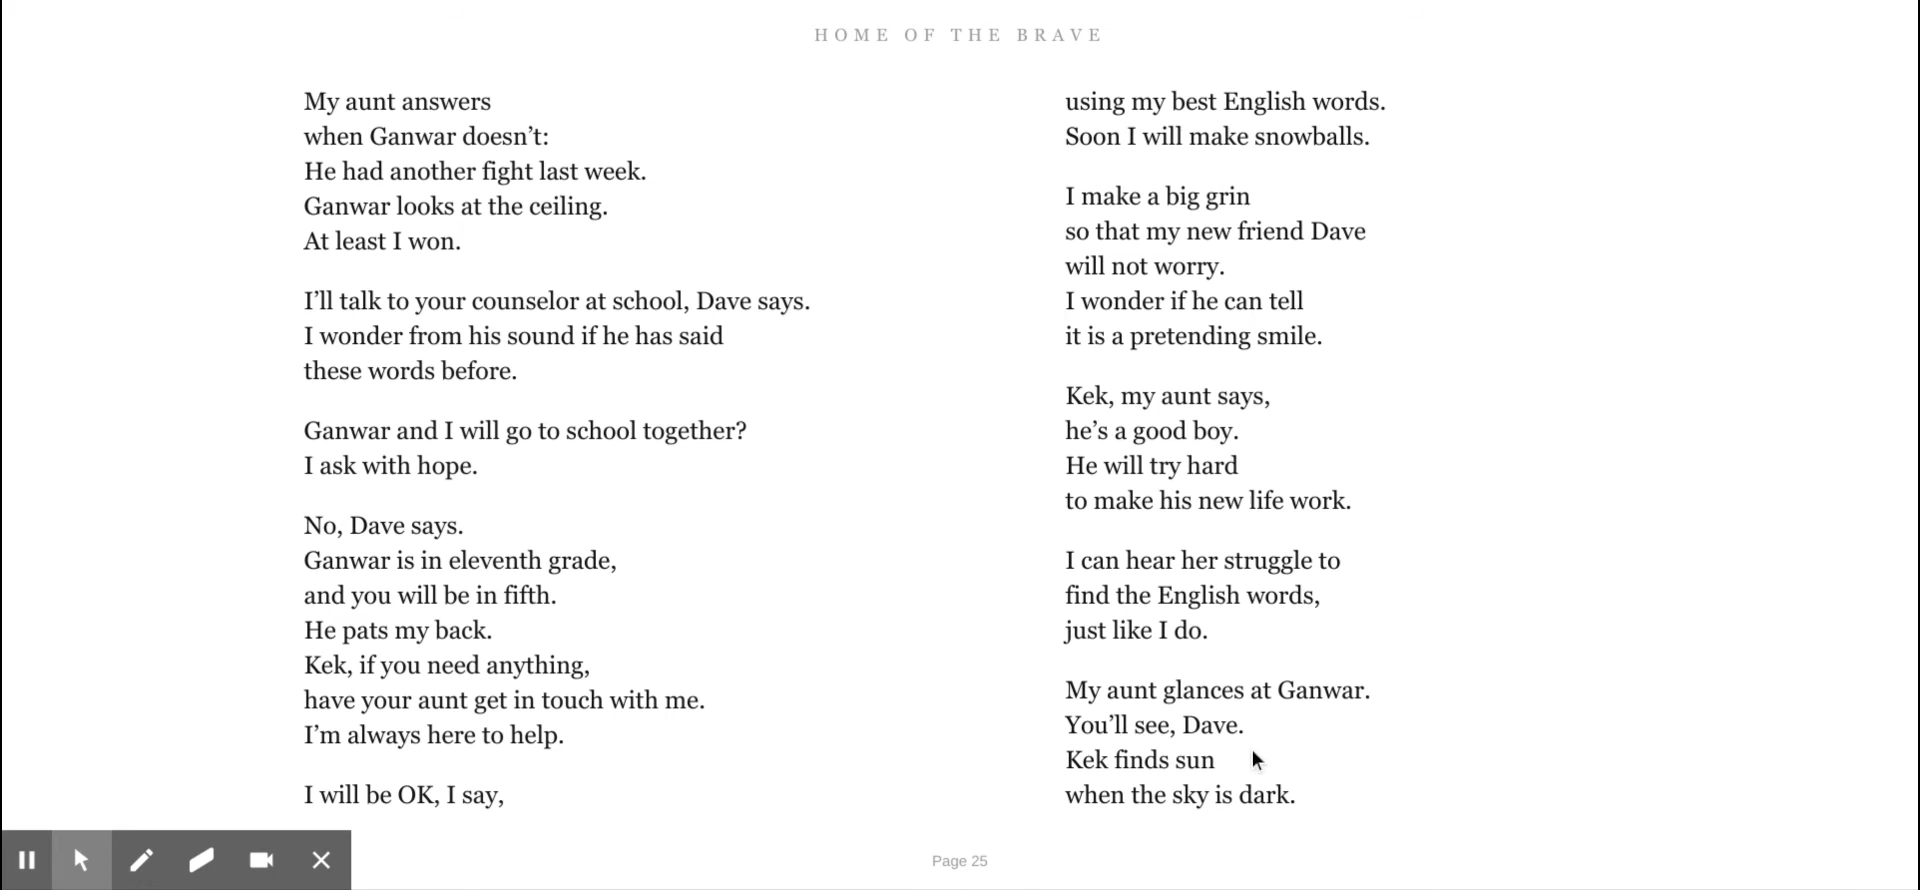 HOME OF THE BRAVE
My aunt answers
when Ganwar doesn’t:
He had another fight last week.
Ganwar looks at the ceiling.
At least I won.
I’ll talk to your counselor at school, Dave says.
I wonder from his sound if he has said
these words before.
Ganwar and I will go to school together?
I ask with hope.
No, Dave says.
Ganwar is in eleventh grade,
and you will be in fifth.
He pats my back.
Kek, if you need anything,
have your aunt get in touch with me.
I’m always here to help.
I will be OK, I say,
using my best English words.
Soon I will make snowballs.
I make a big grin
so that my new friend Dave
will not worry.
I wonder if he can tell
it is a pretending smile.
Kek, my aunt says,
he’s a good boy.
He will try hard
to make his new life work.
I can hear her struggle to
find the English words,
just like I do.
My aunt glances at Ganwar.
You’ll see, Dave.
Kek finds sun
when the sky is dark.
Page 25